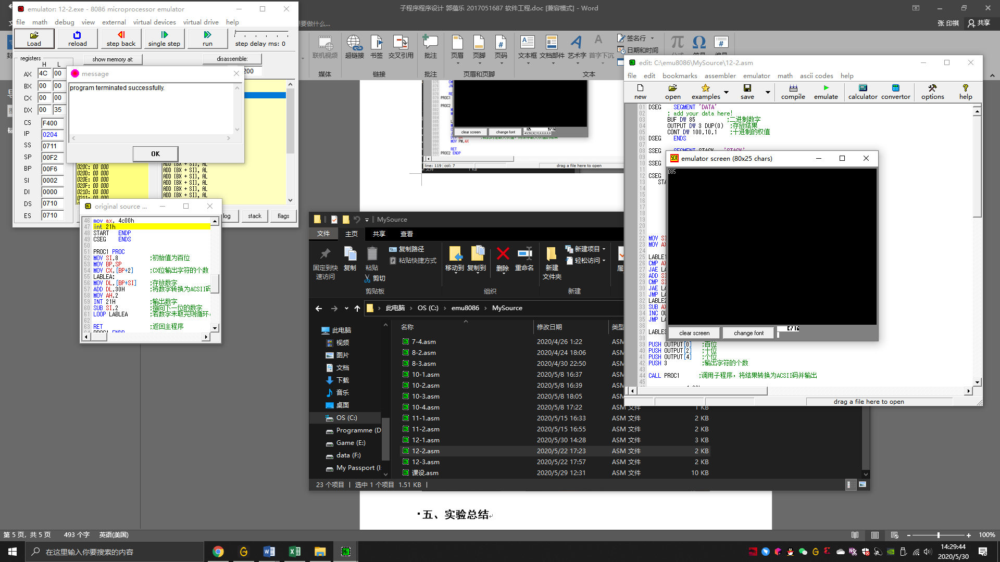 子程序程序设计 郭蕴乐 2017051687 软件工程.doc [兼容模式] - Word
张 印祺
共享
想要做什么...
联机视频
超链接
书签
交叉引用
批注
页眉
页脚
页码
文本框
文档部件
艺术字
首字下沉
签名行
日期和时间
媒体
链接
批注
页眉和页脚
文本
emulator: 12-2.exe - 8086 microprocessor emulator
file math debug view external virtual devices virtual drive help
Load
reload
step back
single step
run
step delay ms: 0
registers
H L
show memory at:
disassemble:
200
AX 4C 00
BX 00 00
CX 00 00
DX 00 35
CS F400
IP 0204
SS 0711
SP 00F2
BP 00F6
SI 0002
DI 0000
DS 0710
ES 0710
message
program terminated successfully.
OK
020C: 00 000
020D: 00 000
020E: 00 000
020F: 00 000
0210: 00 000
0211: 00 000
ADD [BX + SI], AL
ADD [BX + SI], AL
ADD [BX + SI], AL
ADD [BX + SI], AL
ADD [BX + SI], AL
ADD [BX + SI], AL
log
stack
flags
original source ...
46 mov ax, 4c00h
47 int 21h
48 START ENDP
49 CSEG ENDS
50
51 PROC1 PROC
52 MOV SI,8 ;初始值为百位
53 MOV BP,SP
54 MOV CX,[BP+2] ;CX位输出字符的个数
55 LABLEA:
56 MOV DL,[BP+SI] ;存放数字
57 ADD DL,30H ;将数字转换为ACSII码
58 MOV AH,2
59 INT 21H ;输出数字
60 SUB SI,2 ;指向下一位的数字
61 LOOP LABLEA ;若数字未取完则循环,
62
63 RET ;返回主程序
PROC1 ENDP
clear screen
change font
MOV PM,AX
RET
PROC2 ENDP
line: 119 col: 7
drag a file here to open
edit: C:\emu8086\MySource\12-2.asm
file edit bookmarks assembler emulator math ascii codes help
new
open
examples
save
compile
emulate
calculator
convertor
options
help
01 DSEG SEGMENT 'DATA'
02 ; add your data here!
03 BUF DW 85 ;二进制数字
04 OUTPUT DW 3 DUP(0) ;存放结果
05 CONT DW 100,10,1 ;十进制的权值
06 DSEG ENDS
07
08 SSEG SEGMENT STACK 'STACK'
09
10 SSEG
11
12 CSEG
13 STA
14
15
16
17
18
19
20
21
22 MOV SI
23 MOV AX
24
25 LABLE1
26 CMP AX
27 JAE LA
28 ADD SI
29 CMP SI
30 JAE LA
31 JMP LA
32 LABLE2
33 SUB AX
34 INC OU
35 JMP LA
36
37 LABLE3
39 PUSH OUTPUT[0] ;百位
40 PUSH OUTPUT[2] ;十位
41 PUSH OUTPUT[4] ;个位
42 PUSH 3 ;输出字符的个数
43
44 CALL PROC1 ;调用子程序，将结果转换为ACSII码并输出
45
drag a file here to open
emulator screen (80x25 chars)
085
clear screen
change font
MySource
文件
主页
共享
查看
固定到快速访问
复制
粘贴
复制路径
粘贴快捷方式
剪切
移动到
复制到
删除
重命名
新建文件夹
新建项目
轻松访问
剪贴板
组织
新建
此电脑 › OS (C:) › emu8086 › MySource
此电脑
视频
图片
文档
下载
音乐
桌面
OS (C:)
Programme (D
Game (E:)
data (F:)
My Passport (I
名称 修改日期 类型
7-4.asm 2020/4/26 1:22 ASM
8-2.asm 2020/4/24 18:06 ASM
8-3.asm 2020/4/30 22:50 ASM
10-1.asm 2020/5/8 16:37 ASM
10-2.asm 2020/5/8 16:39 ASM
10-3.asm 2020/5/8 18:05 ASM
10-4.asm 2020/5/8 17:22 ASM 文件 1 KB
11-1.asm 2020/5/15 16:33 ASM 文件 2 KB
11-2.asm 2020/5/15 16:55 ASM 文件 2 KB
12-1.asm 2020/5/30 14:28 ASM 文件 3 KB
12-2.asm 2020/5/22 17:23 ASM 文件 2 KB
12-3.asm 2020/5/22 17:57 ASM 文件 2 KB
课设.asm 2020/5/29 12:31 ASM 文件 10 KB
23 个项目 选中 1 个项目 1.51 KB
五、实验总结
第 5 页，共 5 页 493 个字 英语(美国)
100%
在这里输入你要搜索的内容
14:29:44
2020/5/30